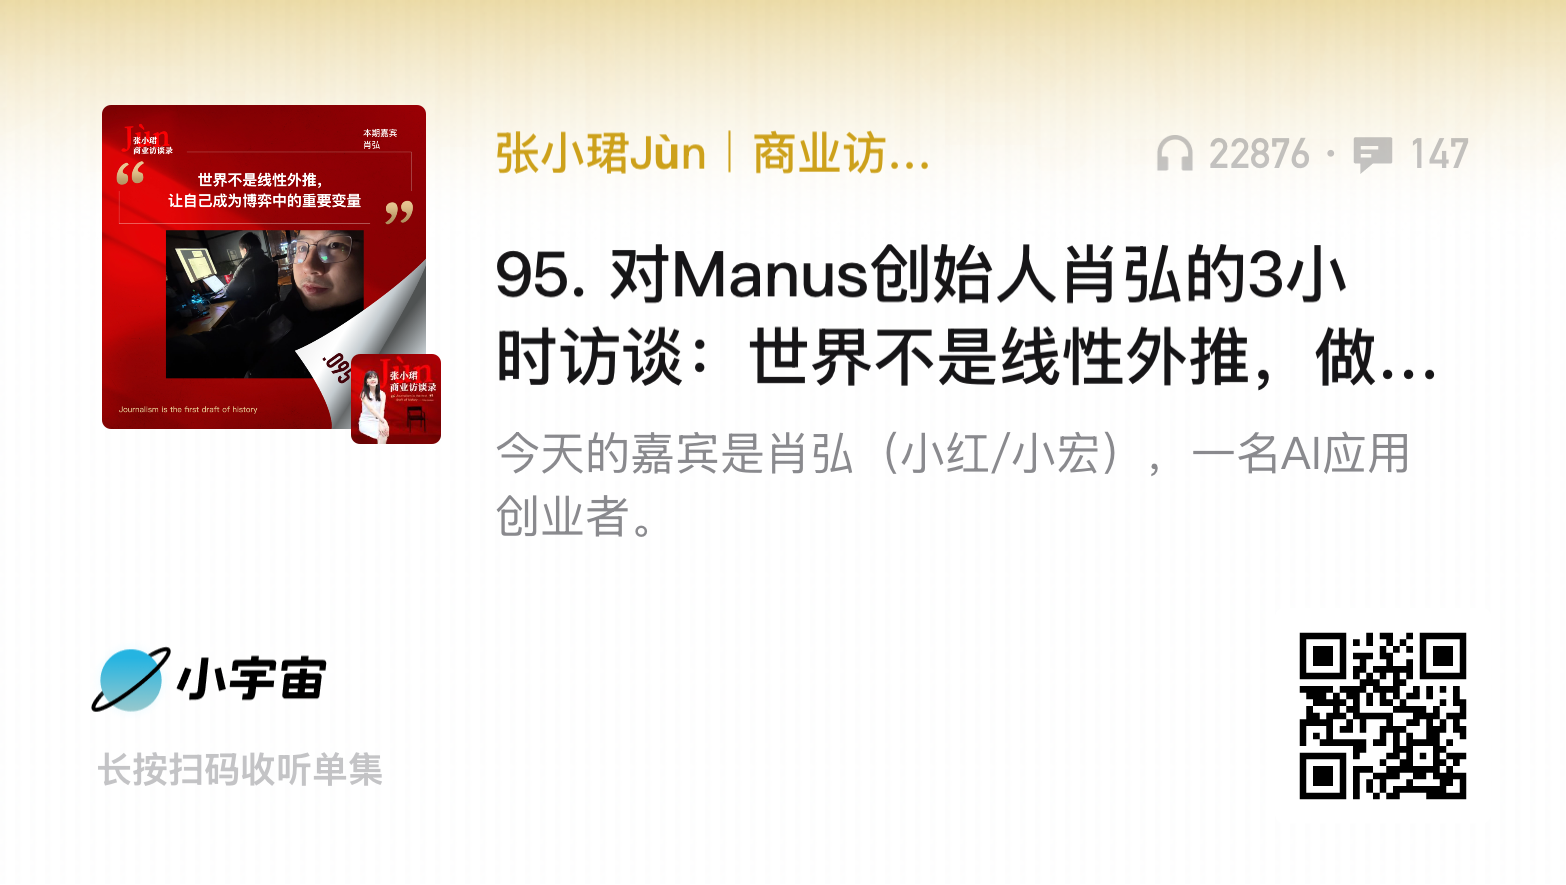 Jùn
张小珺
商业访谈录
本期嘉宾
肖弘
“
世界不是线性外推，
让自己成为博弈中的重要变量
”
.095
Journalism is the first draft of history
Jùn
张小珺
商业访谈录
张小珺Jùn｜商业访...
22876 · 147
95. 对Manus创始人肖弘的3小
时访谈：世界不是线性外推，做...
今天的嘉宾是肖弘（小红/小宏），一名AI应用
创业者。
小宇宙
长按扫码收听单集